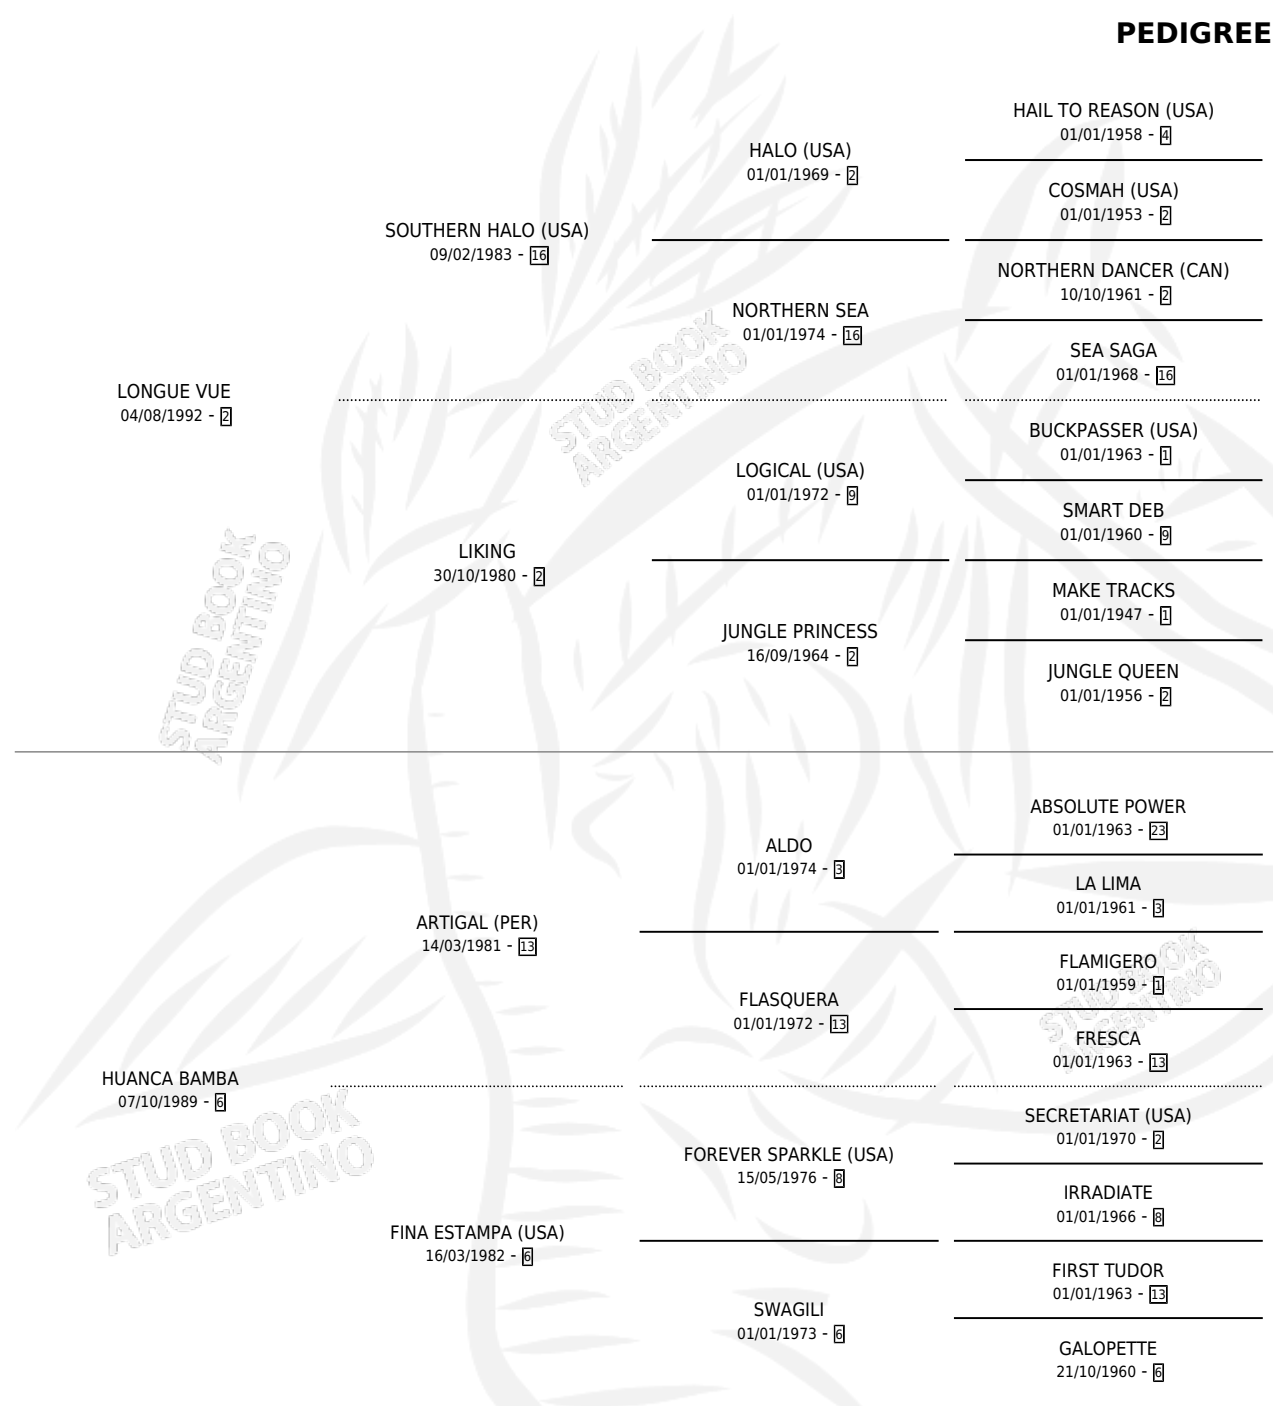 PEDIGREE
HAIL TO REASON (USA)
01/01/1958 - 4
HALO (USA)
01/01/1969 - 2
COSMAH (USA)
01/01/1953 - 2
SOUTHERN HALO (USA)
09/02/1983 - 16
NORTHERN DANCER (CAN)
10/10/1961 - 2
NORTHERN SEA
01/01/1974 - 16
SEA SAGA
01/01/1968 - 16
LONGUE VUE
04/08/1992 - 2
STUD BOOK
ARGENTINO
BUCKPASSER (USA)
01/01/1963 - 1
LOGICAL (USA)
01/01/1972 - 9
SMART DEB
01/01/1960 - 9
LIKING
30/10/1980 - 2
MAKE TRACKS
01/01/1947 - 1
JUNGLE PRINCESS
16/09/1964 - 2
JUNGLE QUEEN
01/01/1956 - 2
STUD BOOK
ARGENTINO
ABSOLUTE POWER
01/01/1963 - 23
ALDO
01/01/1974 - 3
LA LIMA
01/01/1961 - 3
ARTIGAL (PER)
14/03/1981 - 13
FLAMIGERO
01/01/1959 - 1
FLASQUERA
01/01/1972 - 13
STUD BOOK
ARGENTINO
FRESCA
01/01/1963 - 13
HUANCA BAMBA
07/10/1989 - 6
STUD BOOK
ARGENTINO
SECRETARIAT (USA)
01/01/1970 - 2
FOREVER SPARKLE (USA)
15/05/1976 - 8
IRRADIATE
01/01/1966 - 8
FINA ESTAMPA (USA)
16/03/1982 - 6
FIRST TUDOR
01/01/1963 - 13
SWAGILI
01/01/1973 - 6
GALOPETTE
21/10/1960 - 6